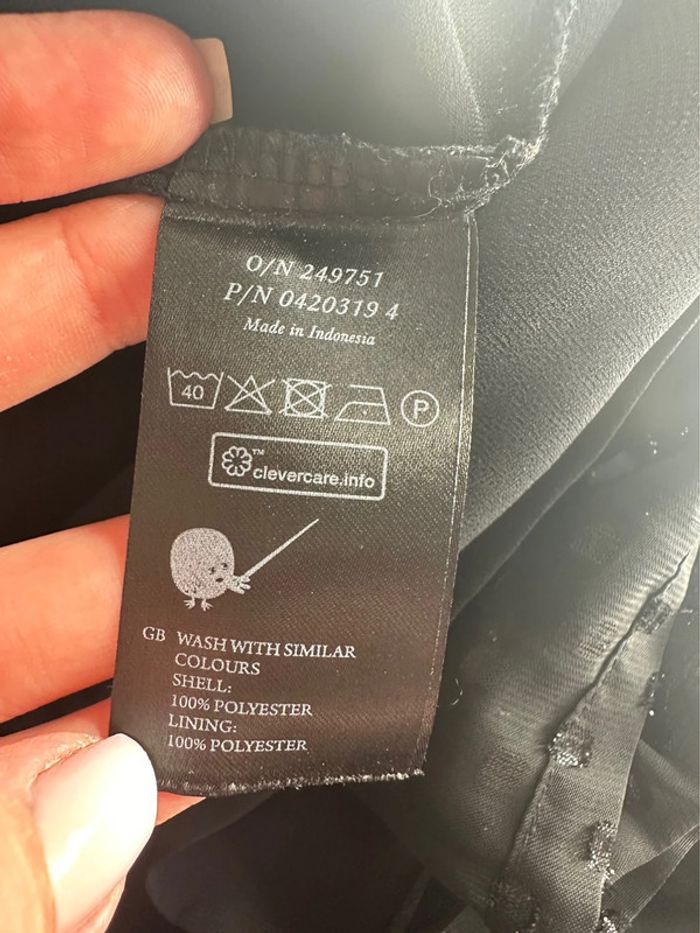 O/N 249751
P/N 0420319 4
Made in Indonesia
40 P
™
clevercare.info
GB WASH WITH SIMILAR
COLOURS
SHELL:
100% POLYESTER
LINING:
100% POLYESTER